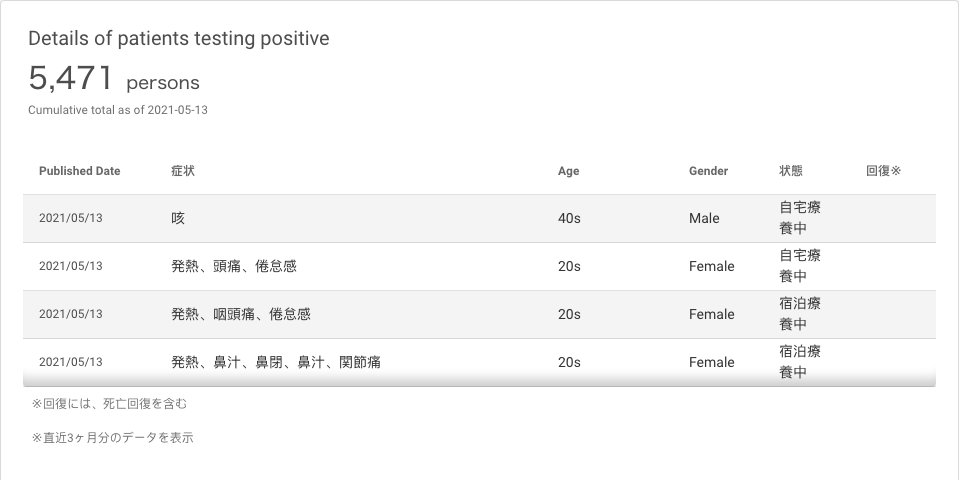 Details of patients testing positive
5,471 persons
Cumulative total as of 2021-05-13
Published Date 症状 Age Gender 状態 回復※
2021/05/13 咳 40s Male 自宅療
養中
2021/05/13 発熱、頭痛、倦怠感 20s Female 自宅療
養中
2021/05/13 発熱、咽頭痛、倦怠感 20s Female 宿泊療
養中
2021/05/13 発熱、鼻汁、鼻閉、鼻汁、関節痛 20s Female 宿泊療
養中
※回復には、死亡回復を含む
※直近3ヶ月分のデータを表示